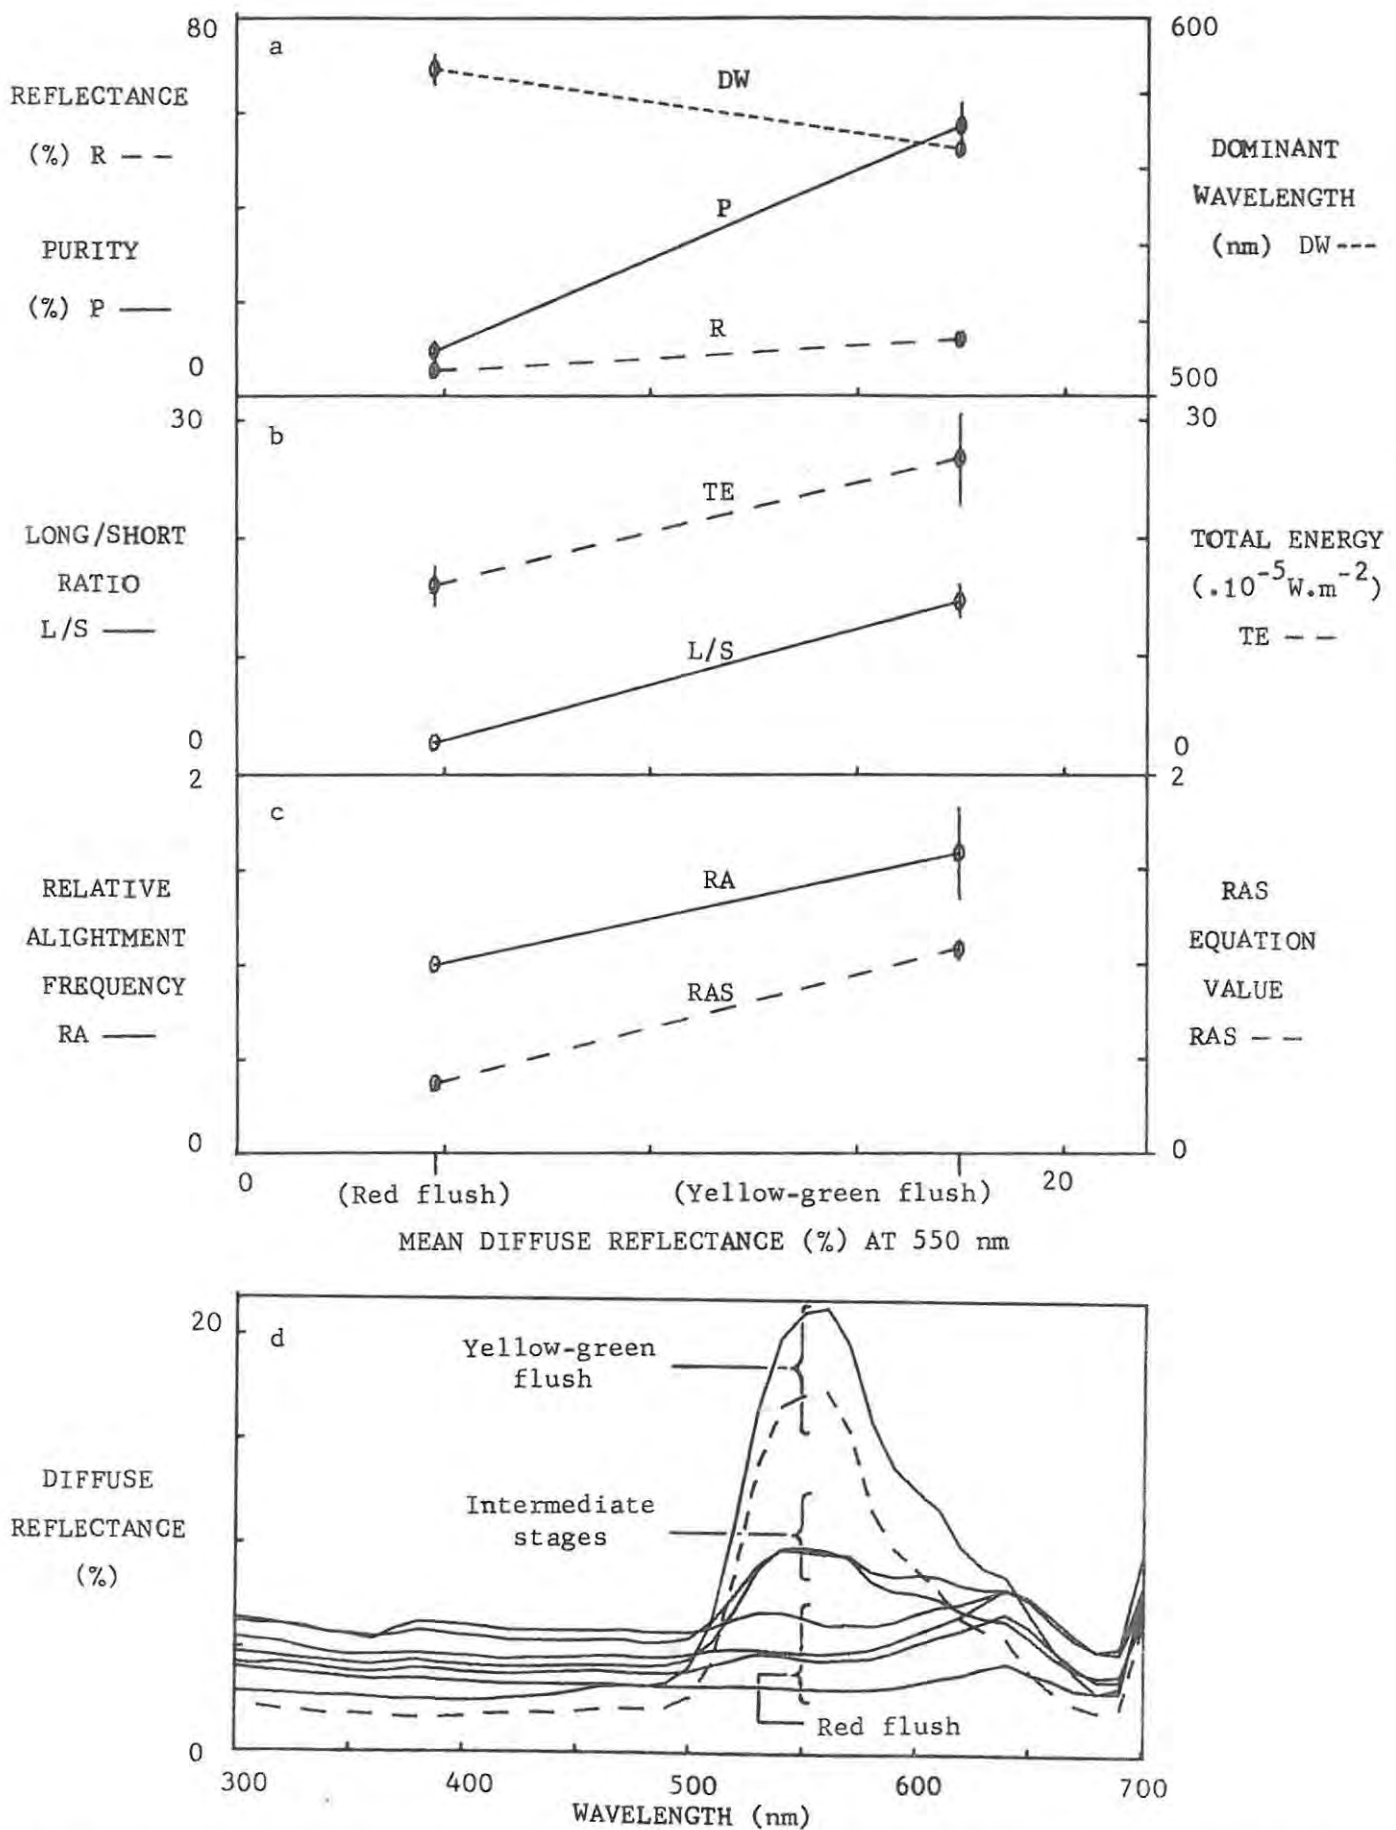 80
a
REFLECTANCE
(%) R — —
PURITY
(%) P ——
0
DW
P
R
600
DOMINANT
WAVELENGTH
(nm) DW ---
500
30
b
LONG/SHORT
RATIO
L/S ——
0
TE
L/S
30
TOTAL ENERGY
(.10⁻⁵W.m⁻²)
TE — —
0
2
c
RELATIVE
ALIGHTMENT
FREQUENCY
RA ——
0
RA
RAS
2
RAS
EQUATION
VALUE
RAS — —
0
0
(Red flush)
(Yellow-green flush)
20
MEAN DIFFUSE REFLECTANCE (%) AT 550 nm
20
d
Yellow-green
flush
DIFFUSE
REFLECTANCE
(%)
Intermediate
stages
Red flush
0
300
400
500
600
700
WAVELENGTH (nm)